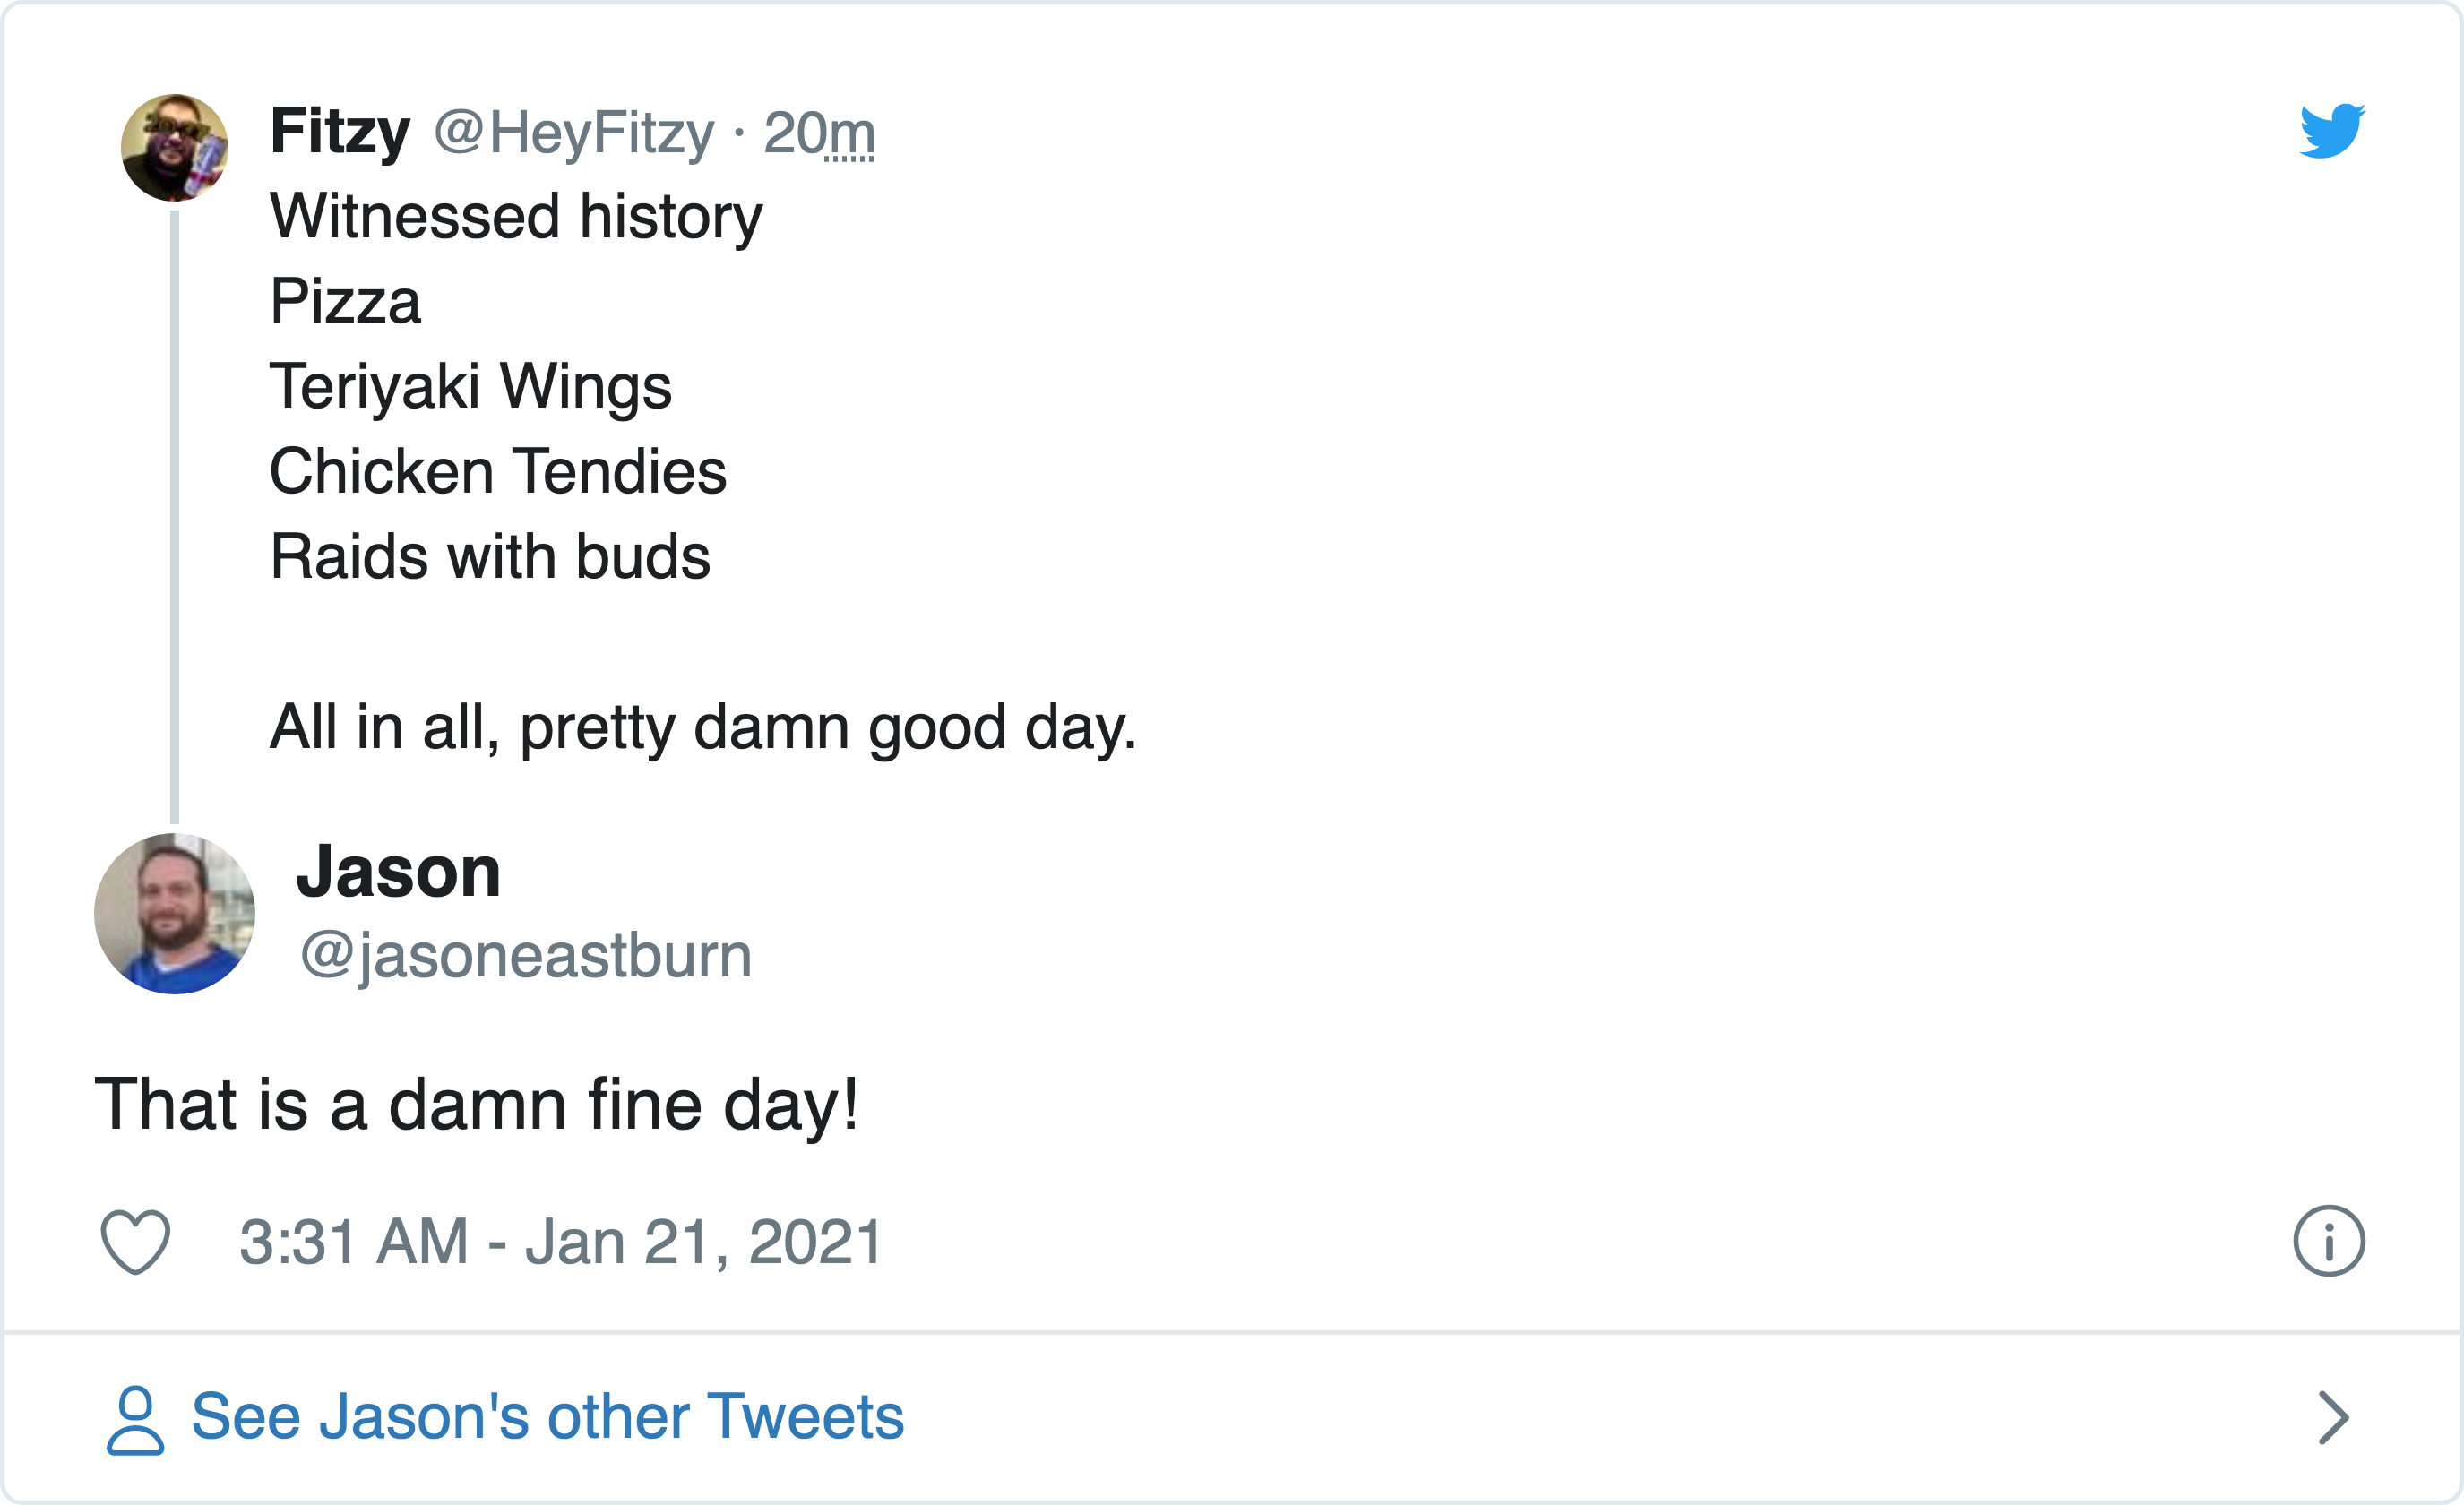 Fitzy @HeyFitzy · 20m
Witnessed history
Pizza
Teriyaki Wings
Chicken Tendies
Raids with buds
All in all, pretty damn good day.
Jason
@jasoneastburn
That is a damn fine day!
3:31 AM - Jan 21, 2021
See Jason's other Tweets